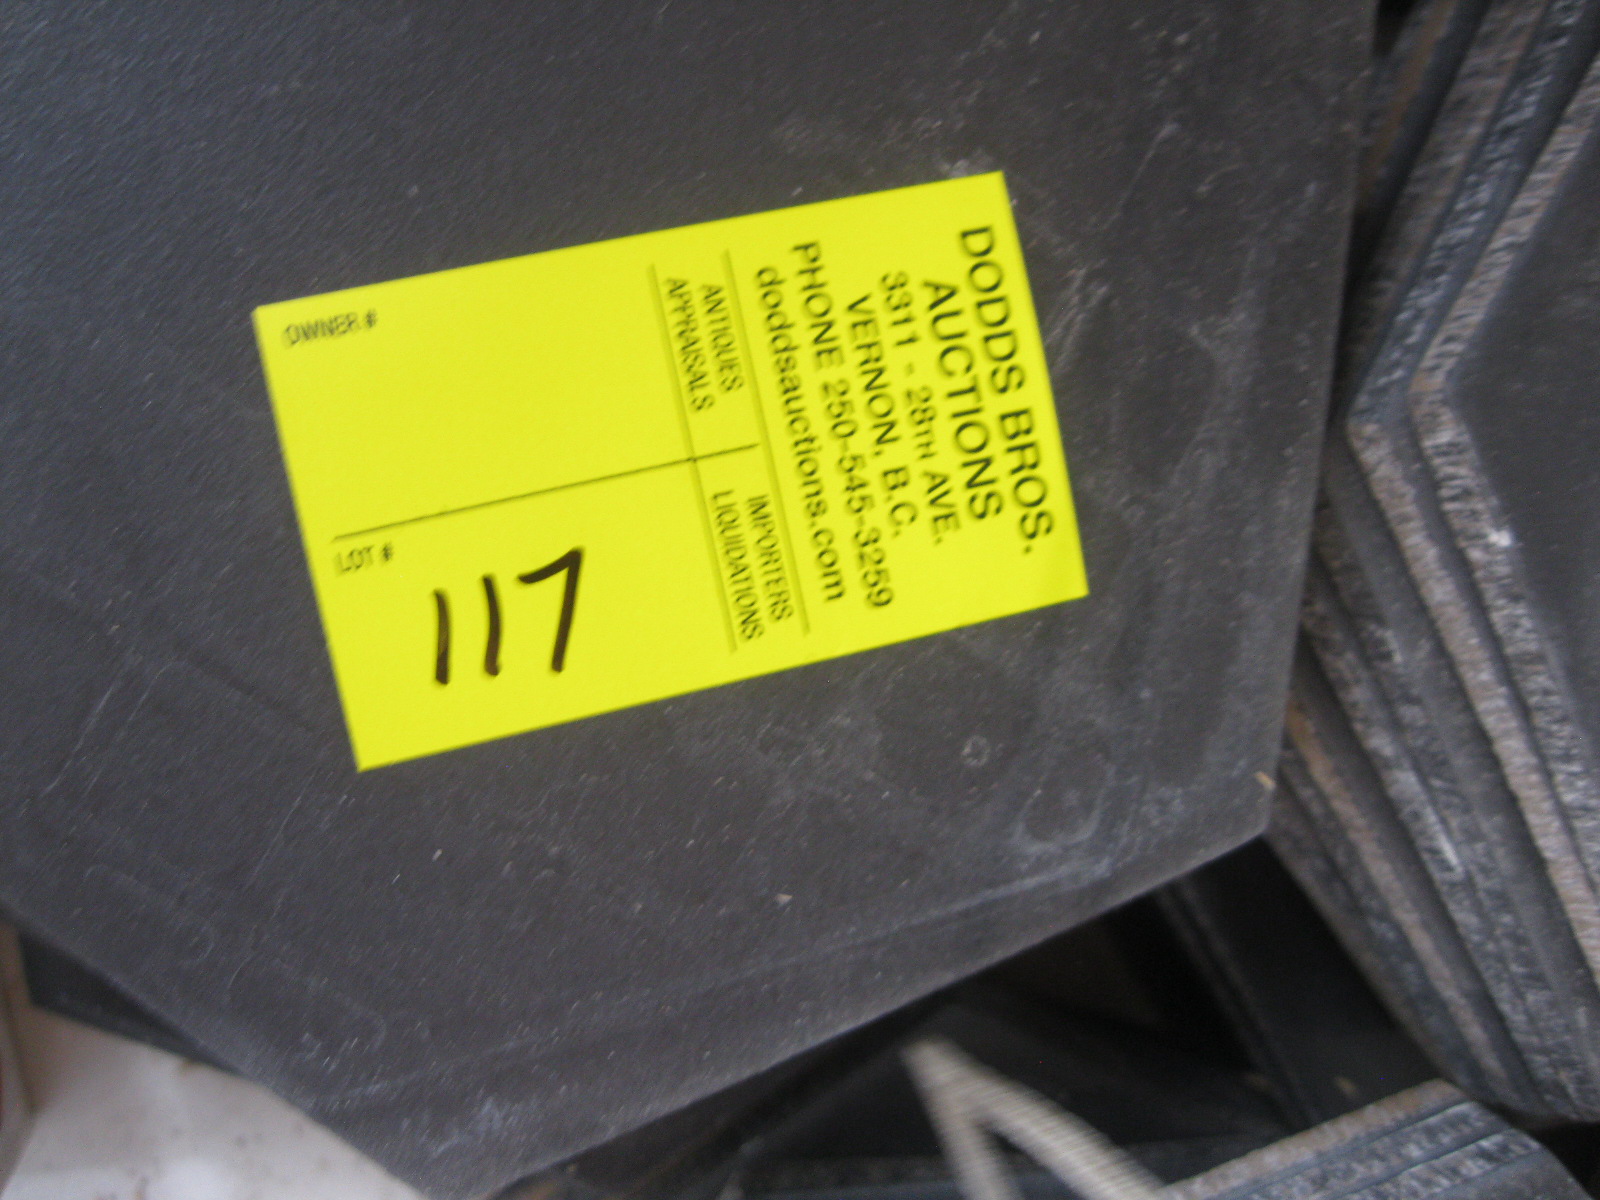 DODDS BROS.
AUCTIONS
3311 - 28TH AVE.
VERNON, B.C.
PHONE 250-545-3259
doddsauctions.com
ANTIQUES
APPRAISALS
IMPORTERS
LIQUIDATIONS
OWNER #
LOT #
117